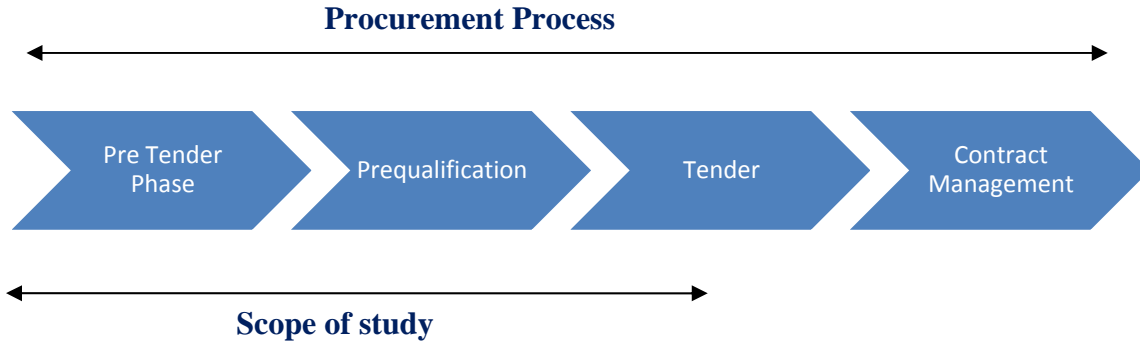 Procurement Process
Pre Tender
Phase
Prequalification
Tender
Contract
Management
Scope of study